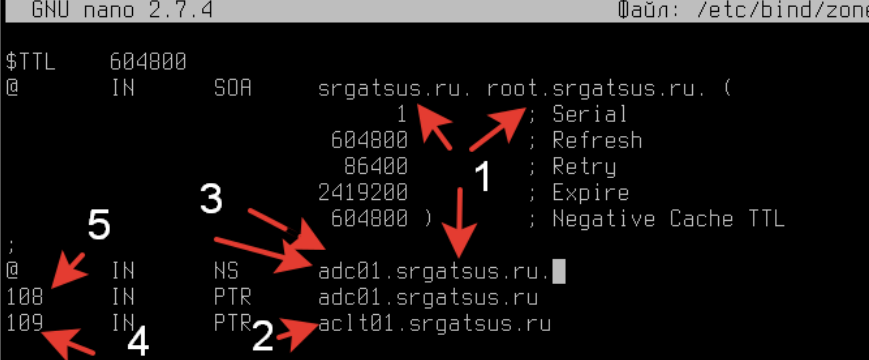 GNU nano 2.7.4 Файл: /etc/bind/zone
$TTL 604800
@ IN SOA srgatsus.ru. root.srgatsus.ru. (
1 ; Serial
604800 ; Refresh
86400 ; Retry
1
2419200 ; Expire
3
604800 ) ; Negative Cache TTL
5
;
@ IN NS adc01.srgatsus.ru.
108 IN PTR adc01.srgatsus.ru
109 IN PTR aclt01.srgatsus.ru
4 2